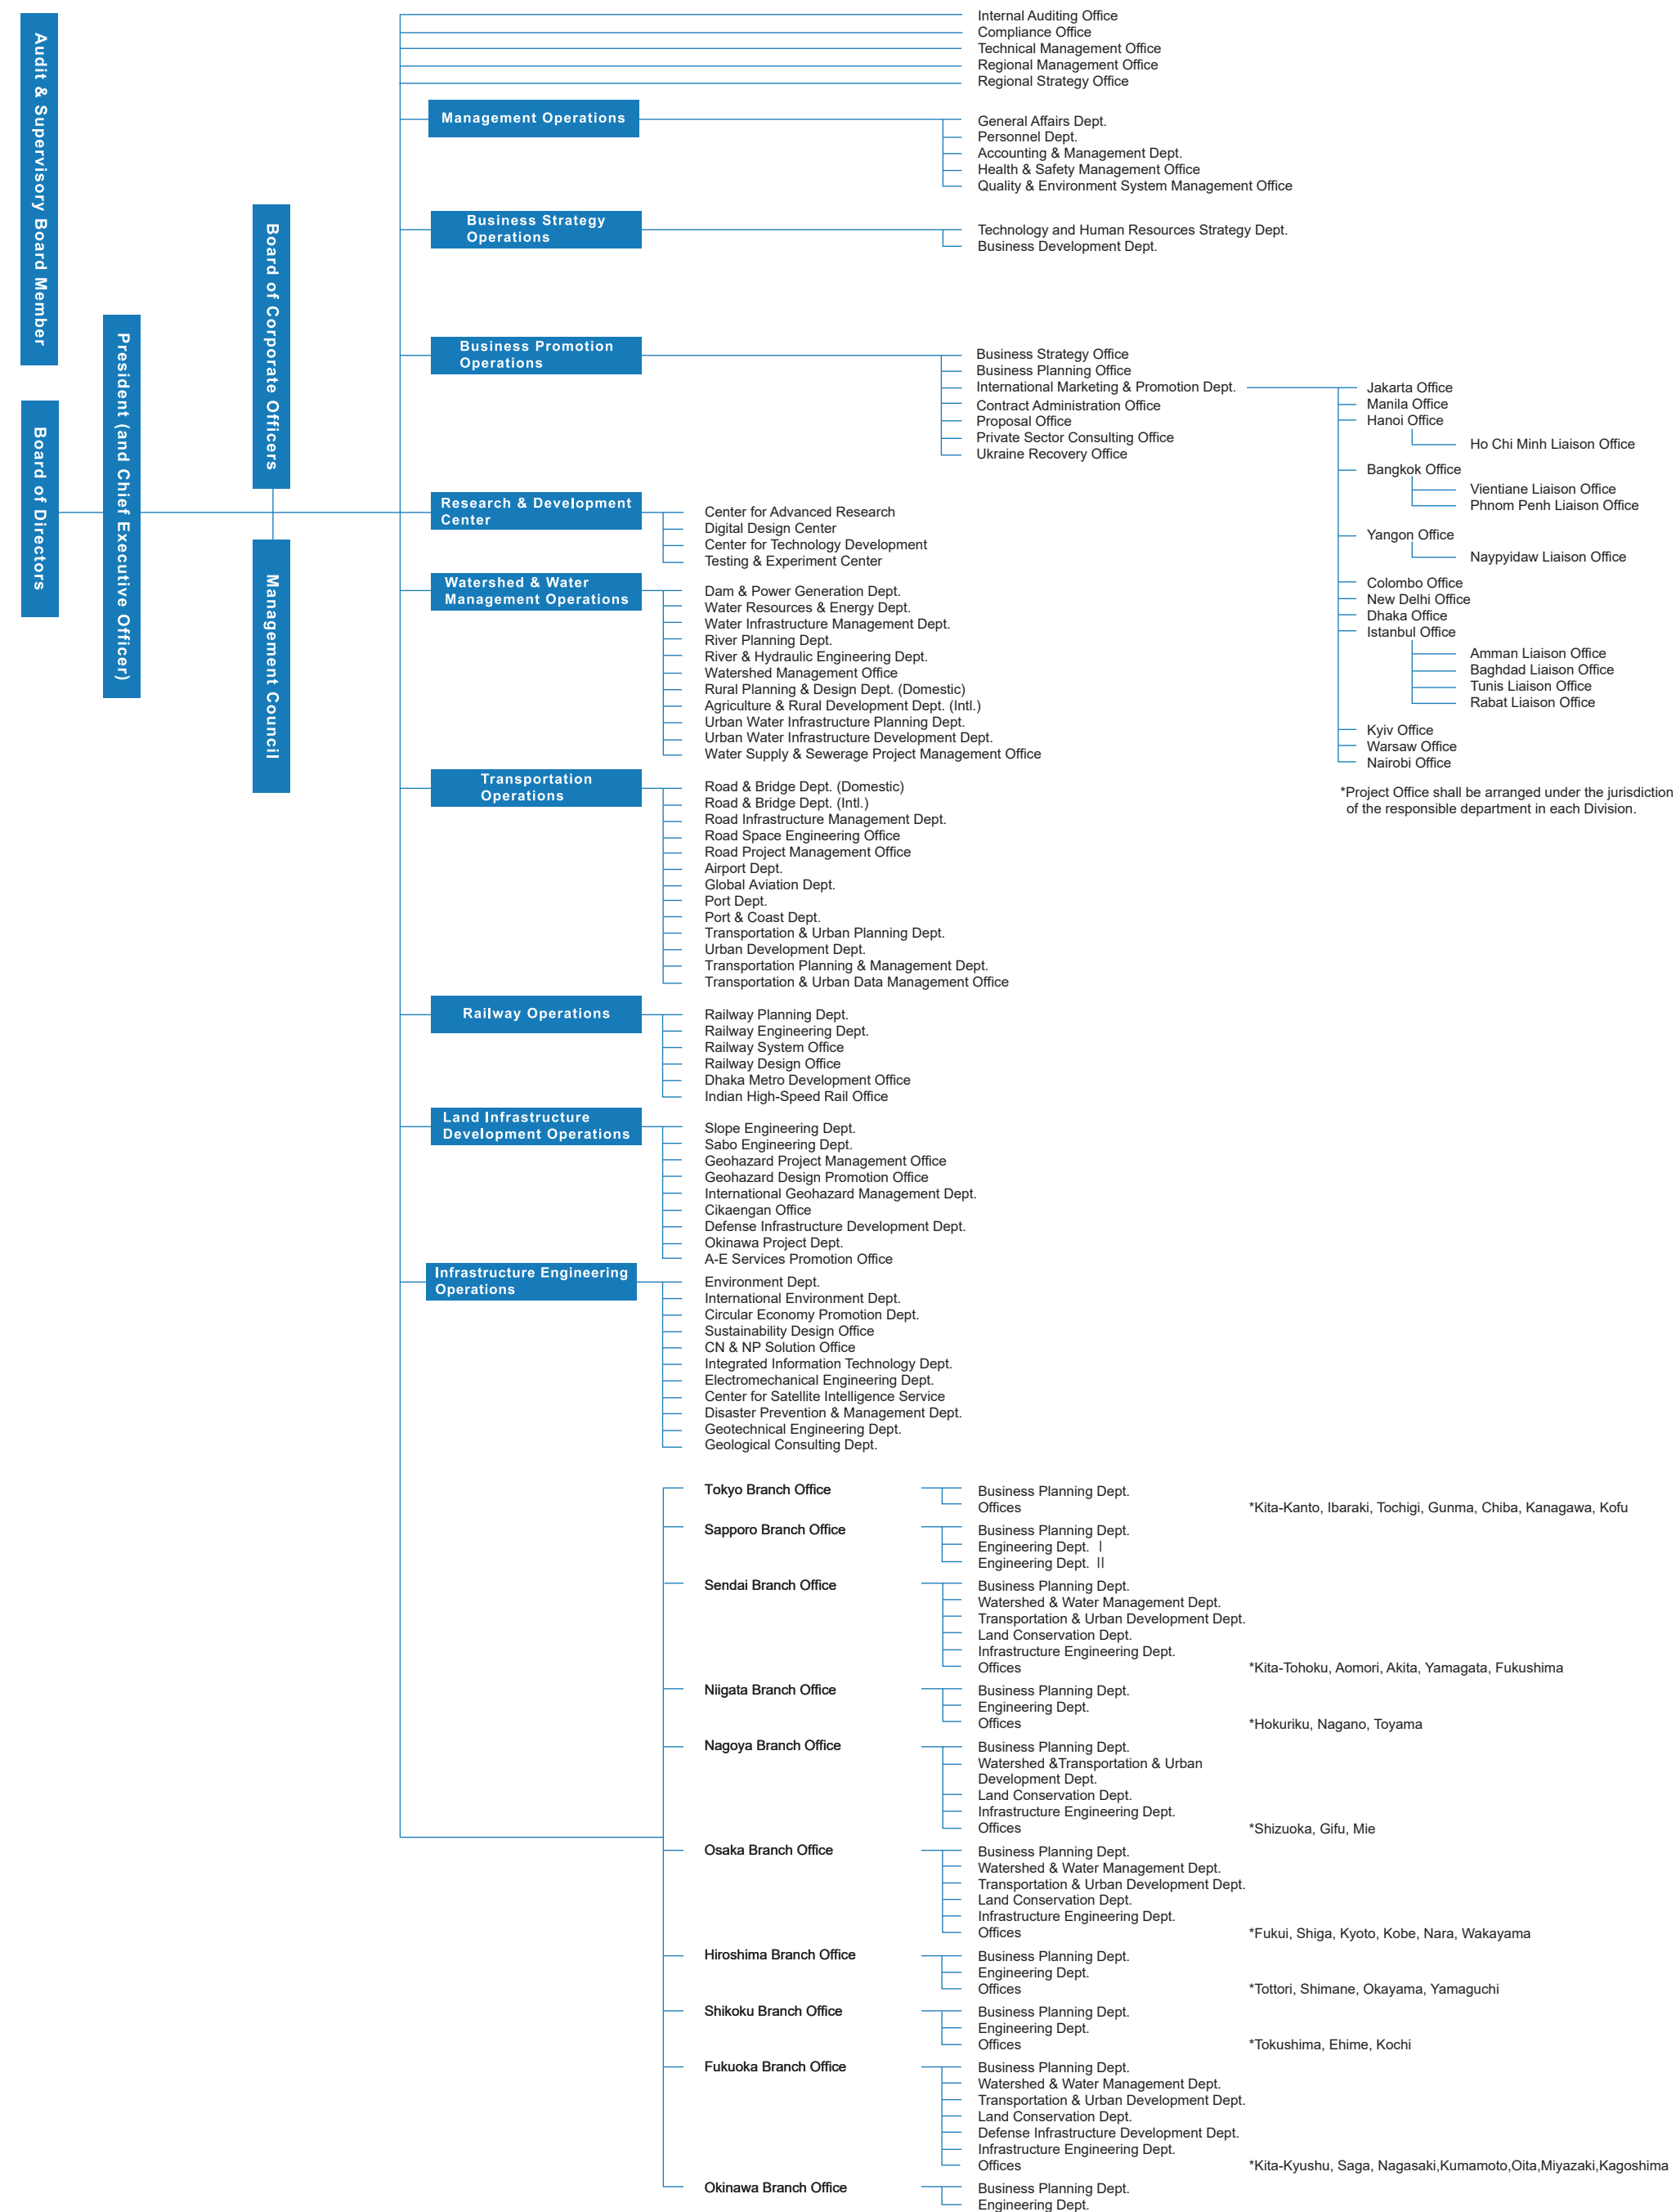 Audit & Supervisory Board Member
Board of Directors
President (and Chief Executive Officer)
Board of Corporate Officers
Management Council
Internal Auditing Office
Compliance Office
Technical Management Office
Regional Management Office
Regional Strategy Office
Management Operations
General Affairs Dept.
Personnel Dept.
Accounting & Management Dept.
Health & Safety Management Office
Quality & Environment System Management Office
Business Strategy
Operations
Technology and Human Resources Strategy Dept.
Business Development Dept.
Business Promotion
Operations
Business Strategy Office
Business Planning Office
International Marketing & Promotion Dept.
Contract Administration Office
Proposal Office
Private Sector Consulting Office
Ukraine Recovery Office
Jakarta Office
Manila Office
Hanoi Office
Ho Chi Minh Liaison Office
Bangkok Office
Vientiane Liaison Office
Phnom Penh Liaison Office
Yangon Office
Naypyidaw Liaison Office
Colombo Office
New Delhi Office
Dhaka Office
Istanbul Office
Amman Liaison Office
Baghdad Liaison Office
Tunis Liaison Office
Rabat Liaison Office
Kyiv Office
Warsaw Office
Nairobi Office
*Project Office shall be arranged under the jurisdiction
of the responsible department in each Division.
Research & Development
Center
Center for Advanced Research
Digital Design Center
Center for Technology Development
Testing & Experiment Center
Watershed & Water
Management Operations
Dam & Power Generation Dept.
Water Resources & Energy Dept.
Water Infrastructure Management Dept.
River Planning Dept.
River & Hydraulic Engineering Dept.
Watershed Management Office
Rural Planning & Design Dept. (Domestic)
Agriculture & Rural Development Dept. (Intl.)
Urban Water Infrastructure Planning Dept.
Urban Water Infrastructure Development Dept.
Water Supply & Sewerage Project Management Office
Transportation
Operations
Road & Bridge Dept. (Domestic)
Road & Bridge Dept. (Intl.)
Road Infrastructure Management Dept.
Road Space Engineering Office
Road Project Management Office
Airport Dept.
Global Aviation Dept.
Port Dept.
Port & Coast Dept.
Transportation & Urban Planning Dept.
Urban Development Dept.
Transportation Planning & Management Dept.
Transportation & Urban Data Management Office
Railway Operations
Railway Planning Dept.
Railway Engineering Dept.
Railway System Office
Railway Design Office
Dhaka Metro Development Office
Indian High-Speed Rail Office
Land Infrastructure
Development Operations
Slope Engineering Dept.
Sabo Engineering Dept.
Geohazard Project Management Office
Geohazard Design Promotion Office
International Geohazard Management Dept.
Cikaengan Office
Defense Infrastructure Development Dept.
Okinawa Project Dept.
A-E Services Promotion Office
Infrastructure Engineering
Operations
Environment Dept.
International Environment Dept.
Circular Economy Promotion Dept.
Sustainability Design Office
CN & NP Solution Office
Integrated Information Technology Dept.
Electromechanical Engineering Dept.
Center for Satellite Intelligence Service
Disaster Prevention & Management Dept.
Geotechnical Engineering Dept.
Geological Consulting Dept.
Tokyo Branch Office
Business Planning Dept.
Offices *Kita-Kanto, Ibaraki, Tochigi, Gunma, Chiba, Kanagawa, Kofu
Sapporo Branch Office
Business Planning Dept.
Engineering Dept. Ⅰ
Engineering Dept. Ⅱ
Sendai Branch Office
Business Planning Dept.
Watershed & Water Management Dept.
Transportation & Urban Development Dept.
Land Conservation Dept.
Infrastructure Engineering Dept.
Offices *Kita-Tohoku, Aomori, Akita, Yamagata, Fukushima
Niigata Branch Office
Business Planning Dept.
Engineering Dept.
Offices *Hokuriku, Nagano, Toyama
Nagoya Branch Office
Business Planning Dept.
Watershed &Transportation & Urban
Development Dept.
Land Conservation Dept.
Infrastructure Engineering Dept.
Offices *Shizuoka, Gifu, Mie
Osaka Branch Office
Business Planning Dept.
Watershed & Water Management Dept.
Transportation & Urban Development Dept.
Land Conservation Dept.
Infrastructure Engineering Dept.
Offices *Fukui, Shiga, Kyoto, Kobe, Nara, Wakayama
Hiroshima Branch Office
Business Planning Dept.
Engineering Dept.
Offices *Tottori, Shimane, Okayama, Yamaguchi
Shikoku Branch Office
Business Planning Dept.
Engineering Dept.
Offices *Tokushima, Ehime, Kochi
Fukuoka Branch Office
Business Planning Dept.
Watershed & Water Management Dept.
Transportation & Urban Development Dept.
Land Conservation Dept.
Defense Infrastructure Development Dept.
Infrastructure Engineering Dept.
Offices *Kita-Kyushu, Saga, Nagasaki,Kumamoto,Oita,Miyazaki,Kagoshima
Okinawa Branch Office
Business Planning Dept.
Engineering Dept.